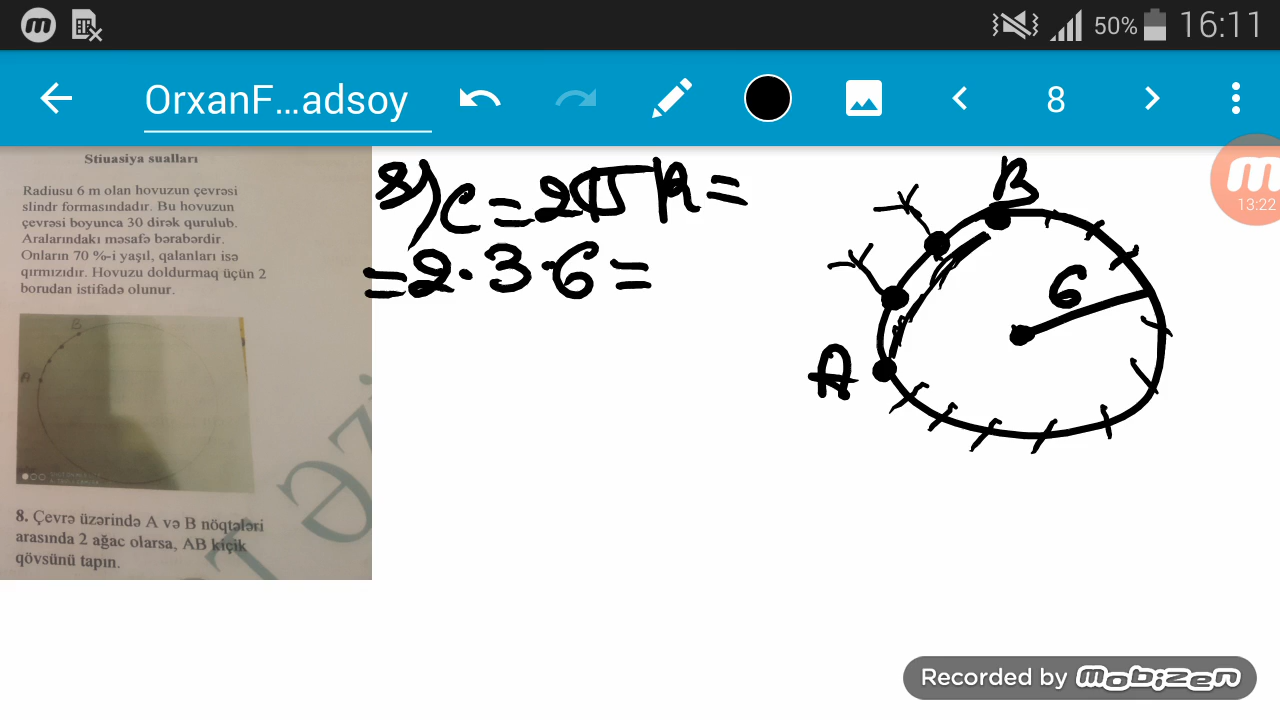 16:11
50%
OrxanF...adsoy
8
13:22
Stiuasiya sualları
Radiusu 6 m olan hovuzun çevrəsi
slindr formasındadır. Bu hovuzun
çevrəsi boyunca 30 dirək qurulub.
Aralarındakı məsafə bərabərdir.
Onların 70 %-i yaşıl, qalanları isə
qırmızıdır. Hovuzu doldurmaq üçün 2
borudan istifadə olunur.
A
B
8. Çevrə üzərində A və B nöqtələri
arasında 2 ağac olarsa, AB kiçik
qövsünü tapın.
8) C = 2πR =
= 2·3·6 =
B
6
A
Recorded by mobizen